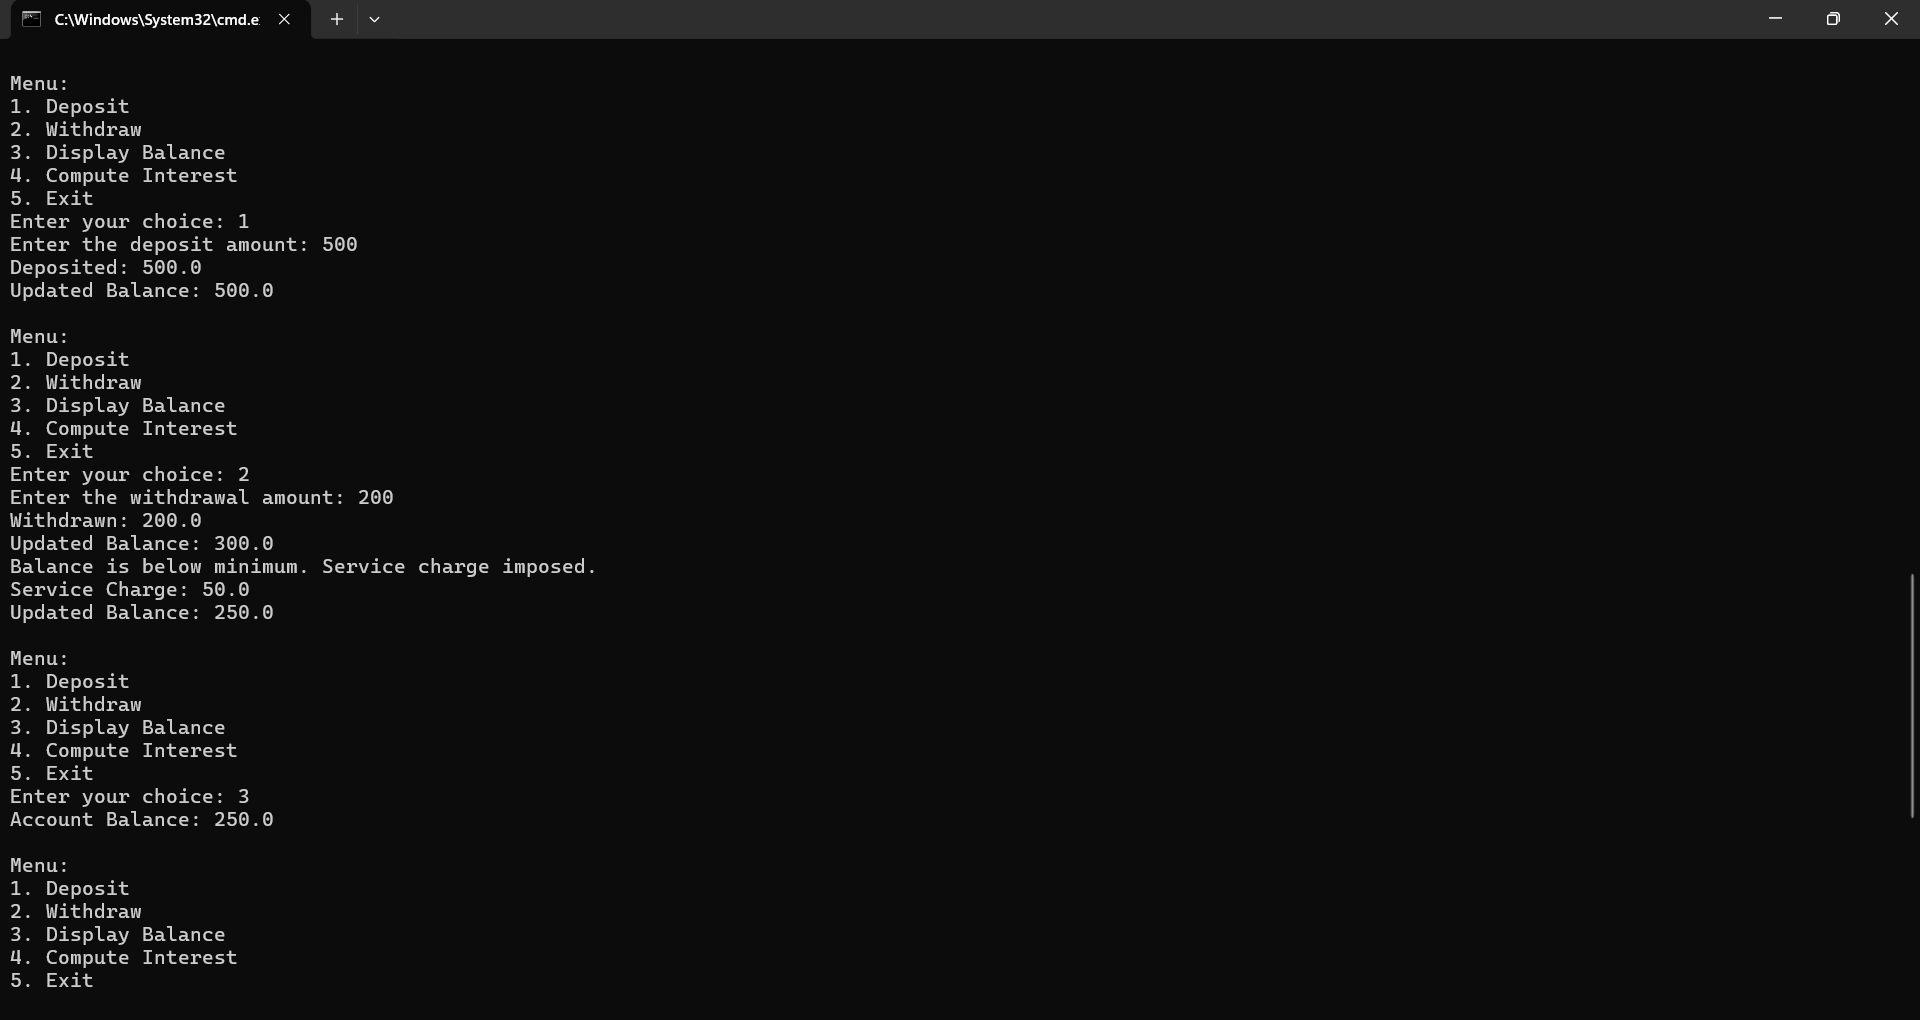 C:\Windows\System32\cmd.e
Menu:
1. Deposit
2. Withdraw
3. Display Balance
4. Compute Interest
5. Exit
Enter your choice: 1
Enter the deposit amount: 500
Deposited: 500.0
Updated Balance: 500.0
Menu:
1. Deposit
2. Withdraw
3. Display Balance
4. Compute Interest
5. Exit
Enter your choice: 2
Enter the withdrawal amount: 200
Withdrawn: 200.0
Updated Balance: 300.0
Balance is below minimum. Service charge imposed.
Service Charge: 50.0
Updated Balance: 250.0
Menu:
1. Deposit
2. Withdraw
3. Display Balance
4. Compute Interest
5. Exit
Enter your choice: 3
Account Balance: 250.0
Menu:
1. Deposit
2. Withdraw
3. Display Balance
4. Compute Interest
5. Exit